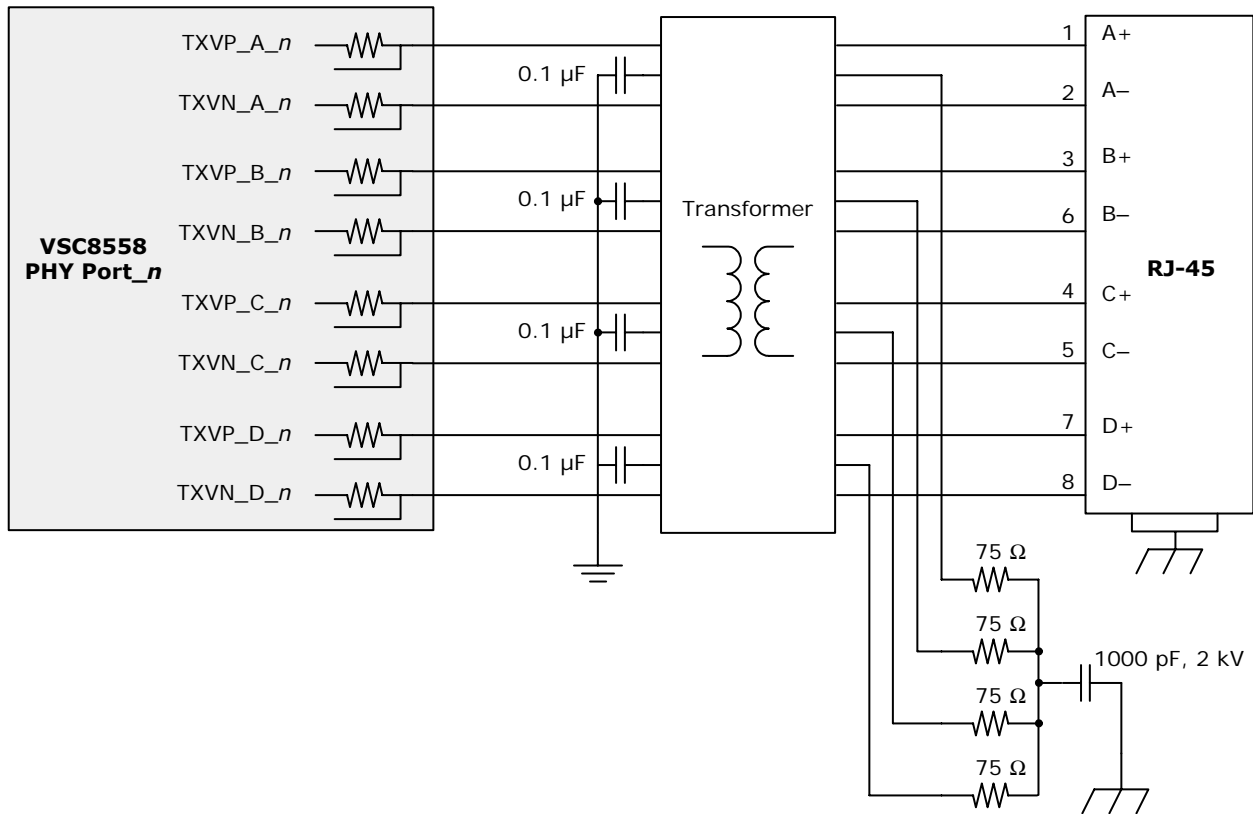 TXVP_A_n
0.1 µF
TXVN_A_n
TXVP_B_n
0.1 µF
TXVN_B_n
VSC8558
PHY Port_n
TXVP_C_n
0.1 µF
TXVN_C_n
TXVP_D_n
0.1 µF
TXVN_D_n
Transformer
1 A+
2 A–
3 B+
6 B–
RJ-45
4 C+
5 C–
7 D+
8 D–
75 Ω
75 Ω
1000 pF, 2 kV
75 Ω
75 Ω